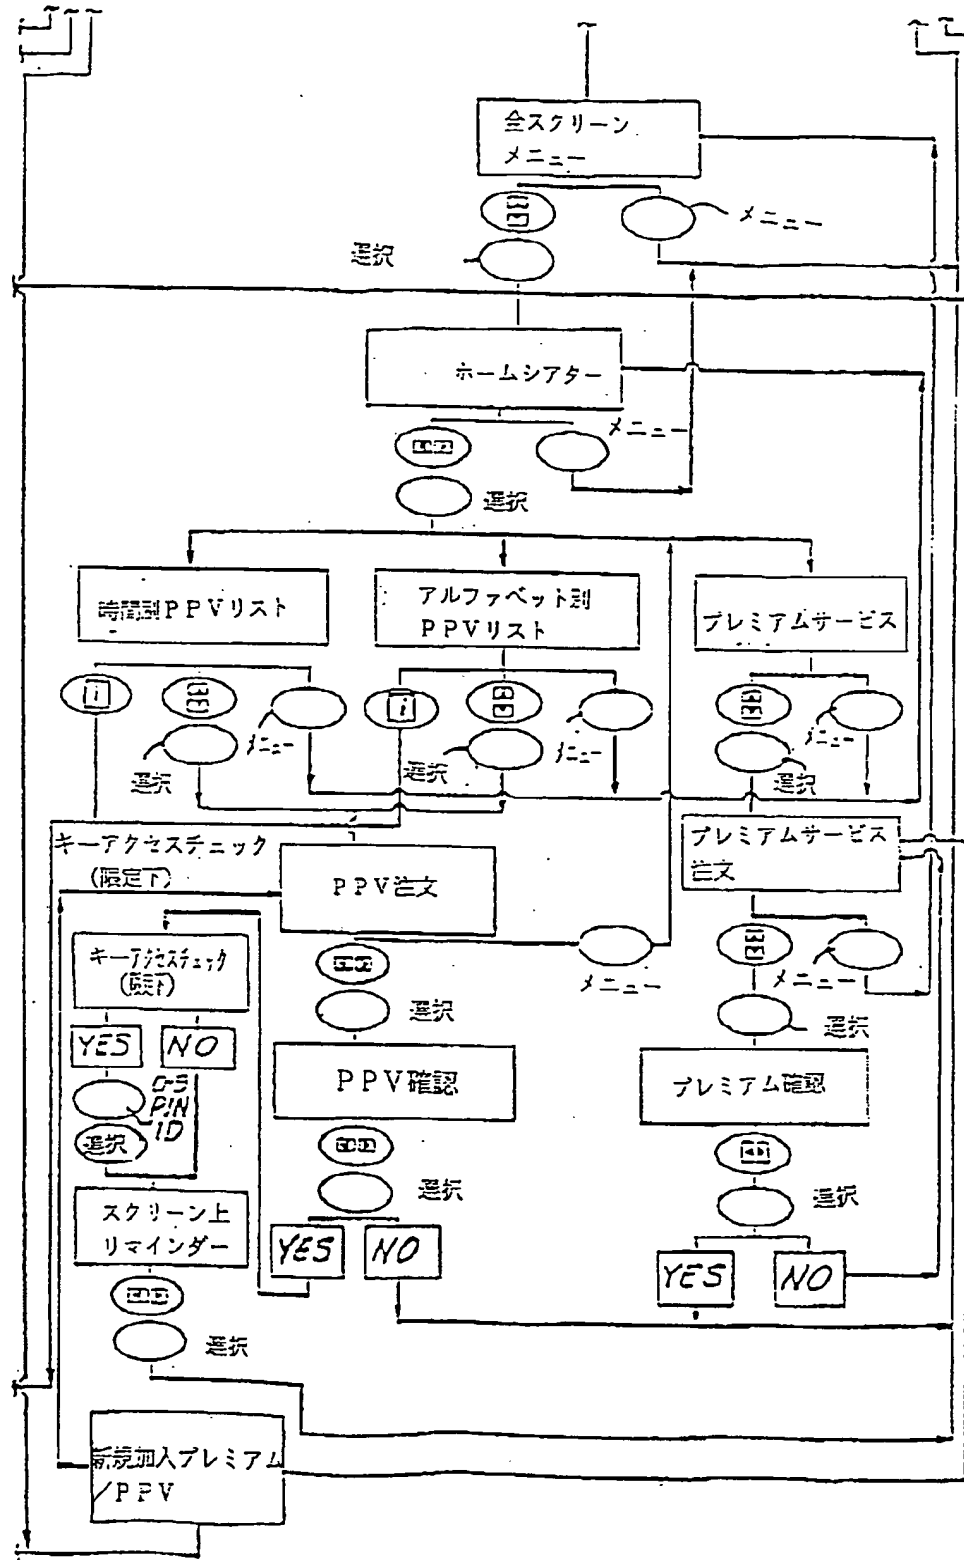 全スクリーン
メニュー
メニュー
選択
ホームシアター
メニュー
選択
時間別PPVリスト
アルファベット別
PPVリスト
プレミアムサービス
i
i
メニュー
選択
メニュー
選択
メニュー
選択
キーアクセスチェック
(限定下)
PPV注文
プレミアムサービス
注文
キーアクセスチェック
(限定下)
メニュー
選択
メニュー
選択
YES
NO
PPV確認
プレミアム確認
0-9
PIN
ID
選択
選択
選択
スクリーン上
リマインダー
YES
NO
YES
NO
選択
新規加入プレミアム
/PPV